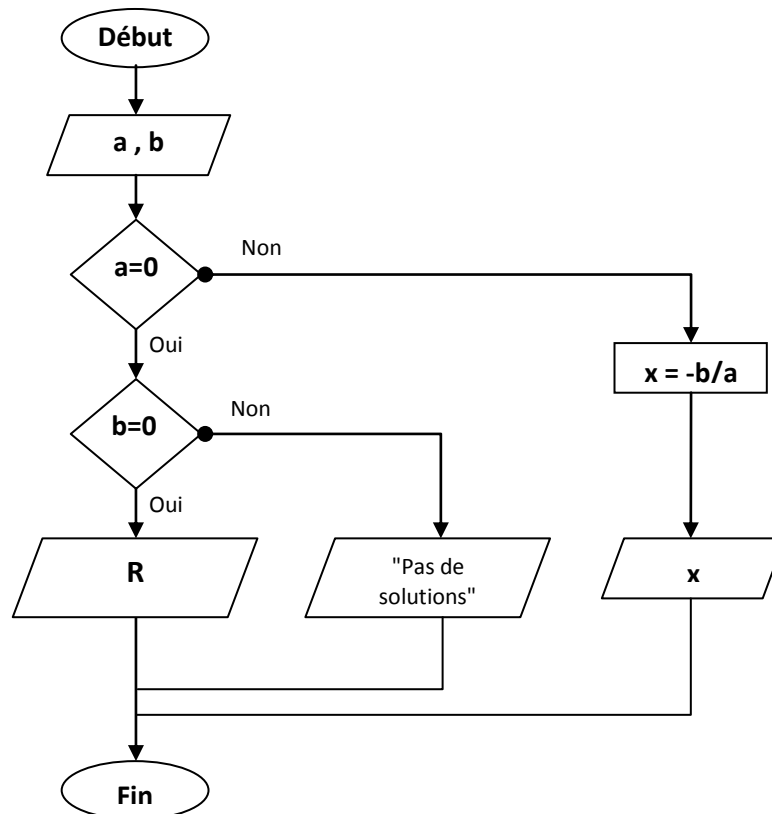 Début
a , b
a=0
Non
Oui
x = -b/a
b=0
Non
Oui
R
"Pas de
solutions"
x
Fin